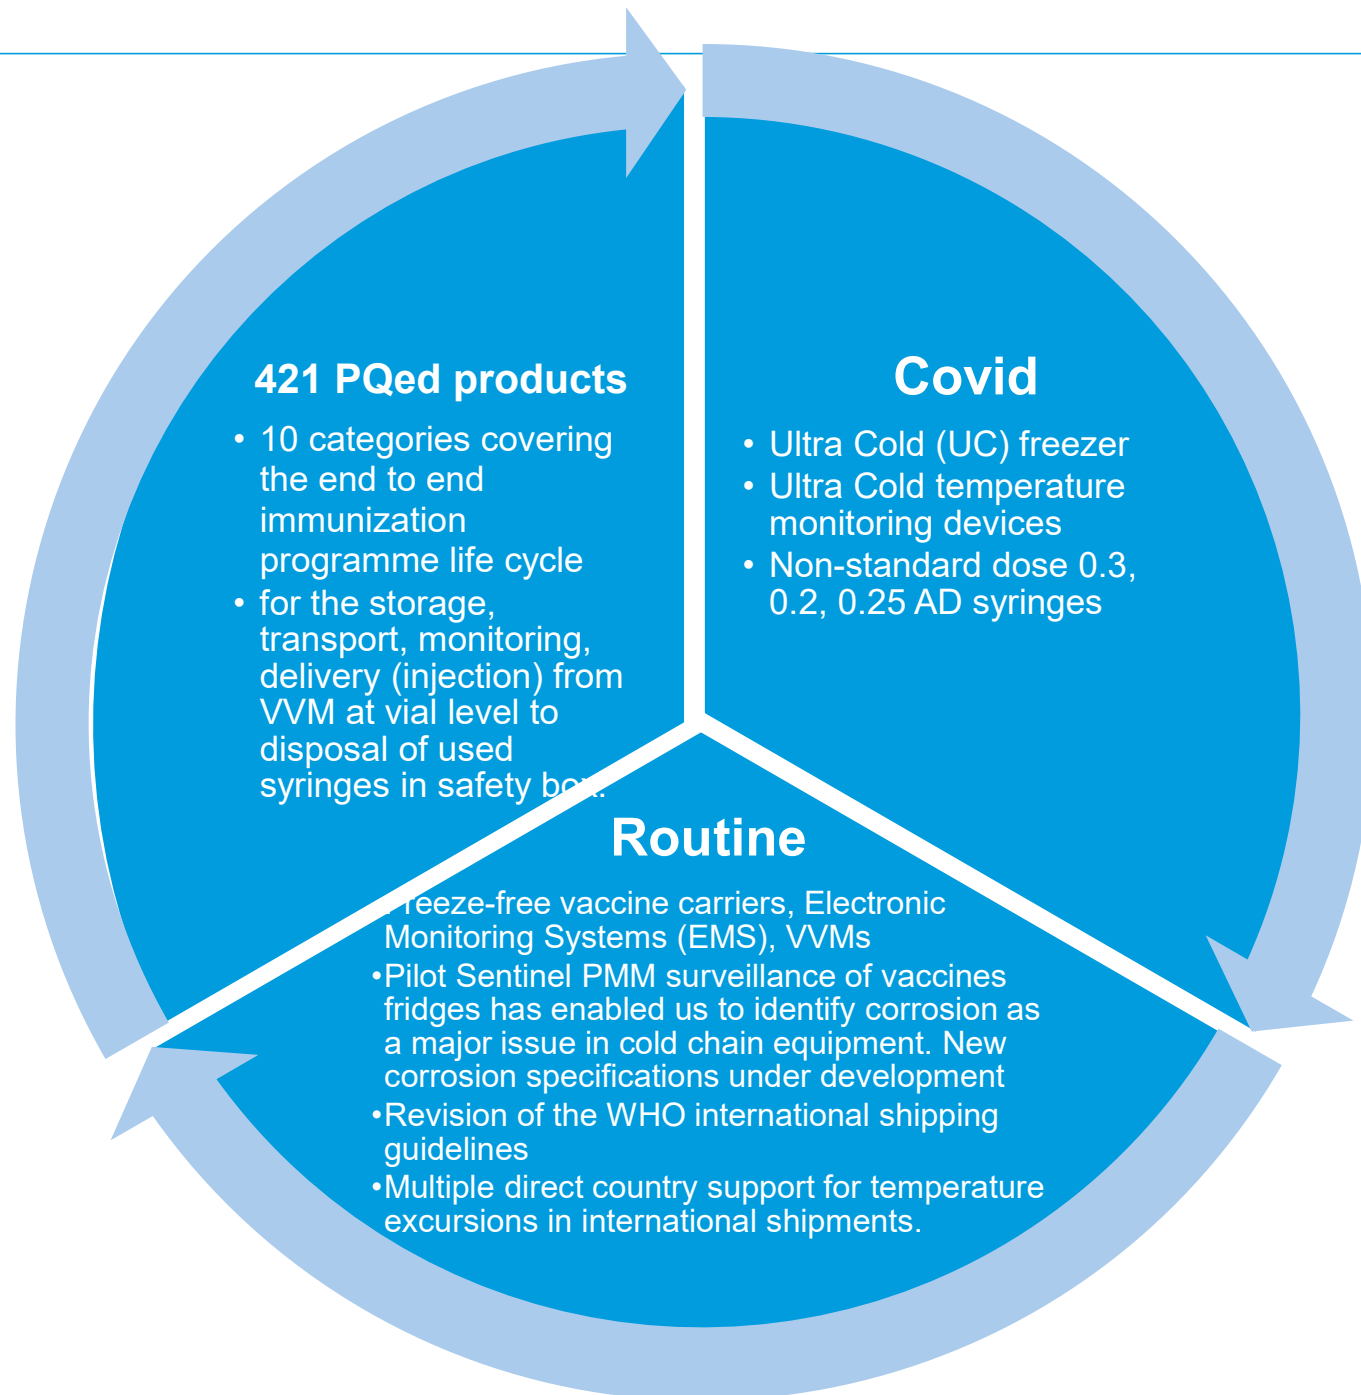 421 PQed products
• 10 categories covering
the end to end
immunization
programme life cycle
• for the storage,
transport, monitoring,
delivery (injection) from
VVM at vial level to
disposal of used
syringes in safety box.
Covid
• Ultra Cold (UC) freezer
• Ultra Cold temperature
monitoring devices
• Non-standard dose 0.3,
0.2, 0.25 AD syringes
Routine
Freeze-free vaccine carriers, Electronic
Monitoring Systems (EMS), VVMs
•Pilot Sentinel PMM surveillance of vaccines
fridges has enabled us to identify corrosion as
a major issue in cold chain equipment. New
corrosion specifications under development
•Revision of the WHO international shipping
guidelines
•Multiple direct country support for temperature
excursions in international shipments.